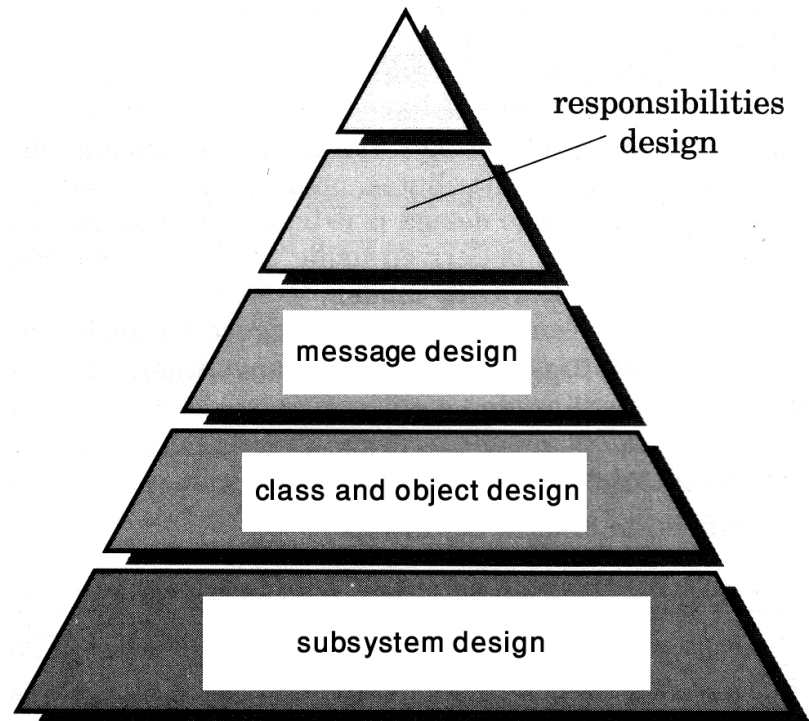 responsibilities
design
message design
class and object design
subsystem design